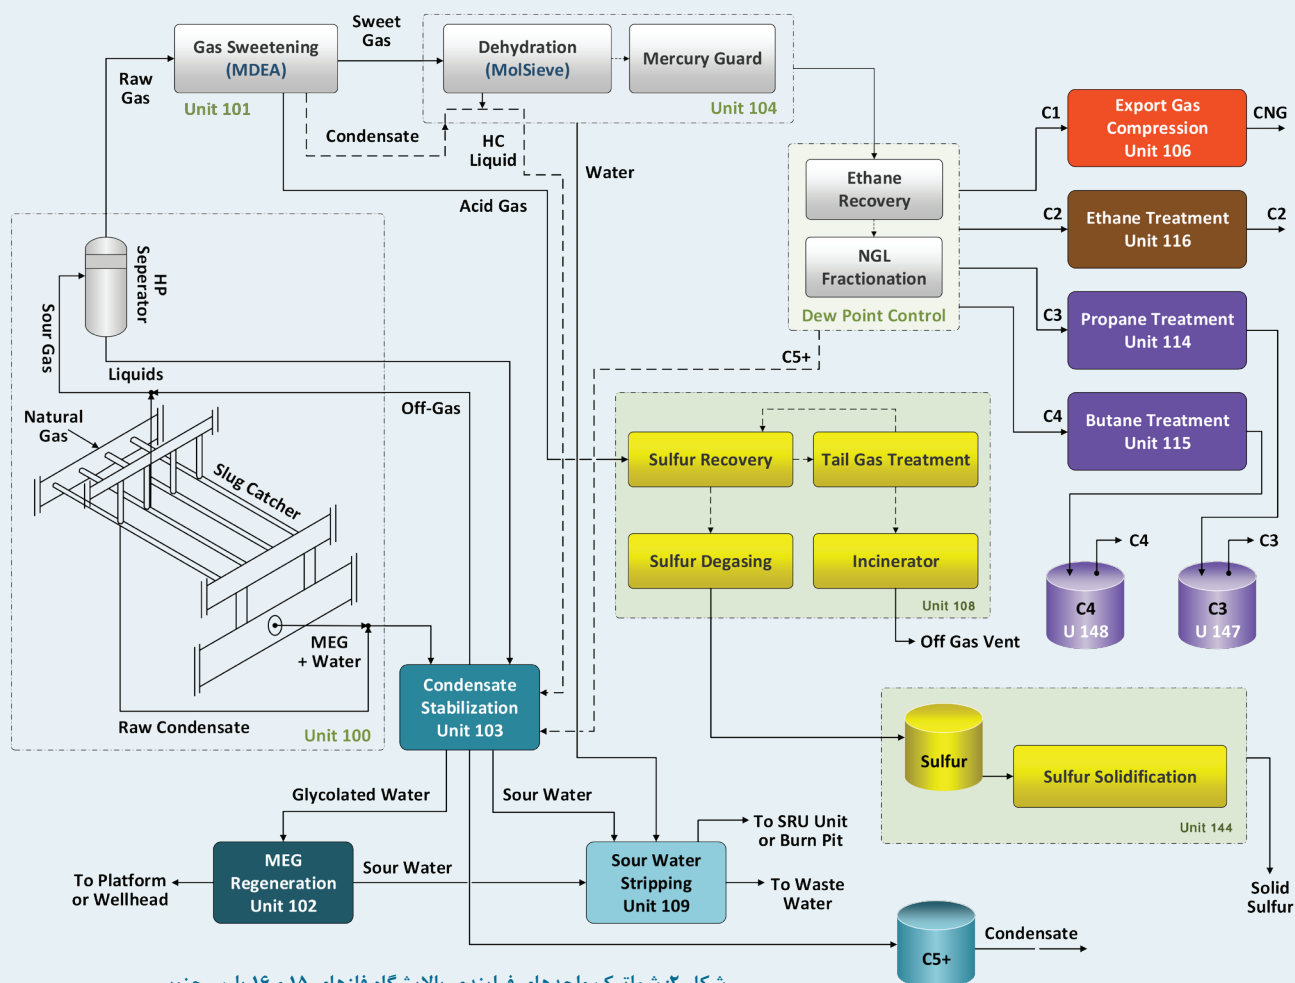 Sweet
Gas
Gas Sweetening
(MDEA)
Unit 101
Raw
Gas
Dehydration
(MolSieve)
Mercury Guard
Unit 104
Condensate
HC
Liquid
Water
Acid Gas
Ethane
Recovery
NGL
Fractionation
Dew Point Control
C1
Export Gas
Compression
Unit 106
CNG
C2
Ethane Treatment
Unit 116
C2
C3
Propane Treatment
Unit 114
C4
Butane Treatment
Unit 115
C4
C3
C4
U 148
C3
U 147
C5+
HP
Seperator
Sour Gas
Liquids
Off-Gas
Natural
Gas
Slug Catcher
MEG
+ Water
Raw Condensate
Unit 100
Sulfur Recovery
Tail Gas Treatment
Sulfur Degasing
Incinerator
Unit 108
Off Gas Vent
Condensate
Stabilization
Unit 103
Sulfur
Sulfur Solidification
Unit 144
Solid
Sulfur
Glycolated Water
Sour Water
To SRU Unit
or Burn Pit
MEG
Regeneration
Unit 102
Sour Water
Sour Water
Stripping
Unit 109
To Platform
or Wellhead
To Waste
Water
C5+
Condensate